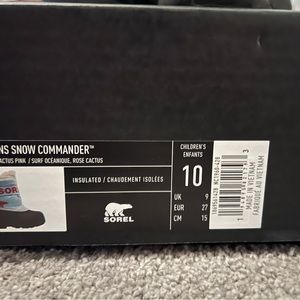 NS SNOW COMMANDER™
ACTUS PINK / SURF OCÉANIQUE, ROSE CACTUS
INSULATED / CHAUDEMENT ISOLÉES
SOREL
CHILDREN'S
ENFANTS
10
UK 9
EUR 27
CM 15
MADE IN VIETNAM
FABRIQUÉ AU VIETNAM